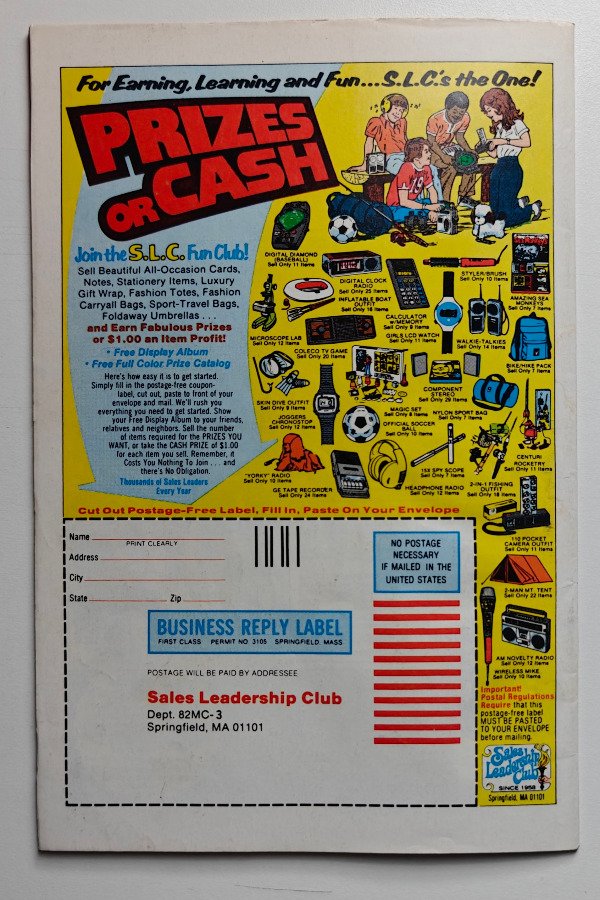 For Earning, Learning and Fun...S.L.C.'s the One!
PRIZES
OR CASH
Join the S.L.C. Fun Club!
Sell Beautiful All-Occasion Cards,
Notes, Stationery Items, Luxury
Gift Wrap, Fashion Totes, Fashion
Carryall Bags, Sport-Travel Bags,
Foldaway Umbrellas . . .
and Earn Fabulous Prizes
or $1.00 an Item Profit!
• Free Display Album
• Free Full Color Prize Catalog
Here's how easy it is to get started.
Simply fill in the postage-free coupon-
label, cut out, paste to front of your
envelope and mail. We'll rush you
everything you need to get started. Show
your Free Display Album to your friends,
relatives and neighbors. Sell the number
of items required for the PRIZES YOU
WANT, or take the CASH PRIZE of $1.00
for each item you sell. Remember, it
Costs You Nothing To Join . . . and
there's No Obligation.
Thousands of Sales Leaders
Every Year
DIGITAL DIAMOND
(BASEBALL)
Sell Only 11 Items
DIGITAL CLOCK
RADIO
Sell Only 25 Items
STYLER/BRUSH
Sell Only 10 Items
AMAZING SEA
MONKEYS
Sell Only 7 Items
INFLATABLE BOAT
OUTFIT
Sell Only 16 Items
CALCULATOR
w/MEMORY
Sell Only 9 Items
MICROSCOPE LAB
Sell Only 12 Items
GIRLS LCD WATCH
Sell Only 11 Items
WALKIE-TALKIES
Sell Only 14 Items
COLECO TV GAME
Sell Only 20 Items
BIKE/HIKE PACK
Sell Only 7 Items
COMPONENT
STEREO
Sell Only 29 Items
SKIN DIVE OUTFIT
Sell Only 9 Items
MAGIC SET
Sell Only 8 Items
NYLON SPORT BAG
Sell Only 7 Items
JOGGERS
CHRONOSTOP
Sell Only 12 Items
OFFICIAL SOCCER
BALL
Sell Only 10 Items
CENTURI
ROCKETRY
Sell Only 11 Items
15X SPY SCOPE
Sell Only 7 Items
"YORKY" RADIO
Sell Only 10 Items
GE TAPE RECORDER
Sell Only 24 Items
HEADPHONE RADIO
Sell Only 12 Items
2-IN-1 FISHING
OUTFIT
Sell Only 16 Items
110 POCKET
CAMERA OUTFIT
Sell Only 11 Items
2-MAN MT. TENT
Sell Only 22 Items
AM NOVELTY RADIO
Sell Only 12 Items
WIRELESS MIKE
Sell Only 10 Items
Cut Out Postage-Free Label, Fill In, Paste On Your Envelope
Name
PRINT CLEARLY
Address
City
State Zip
NO POSTAGE
NECESSARY
IF MAILED IN THE
UNITED STATES
BUSINESS REPLY LABEL
FIRST CLASS PERMIT NO. 3105 SPRINGFIELD, MASS.
POSTAGE WILL BE PAID BY ADDRESSEE
Sales Leadership Club
Dept. 82MC-3
Springfield, MA 01101
Important!
Postal Regulations
Require that this
postage-free label
MUST BE PASTED
TO YOUR ENVELOPE
before mailing.
Sales
Leadership
Club
SINCE 1958
Springfield, MA 01101